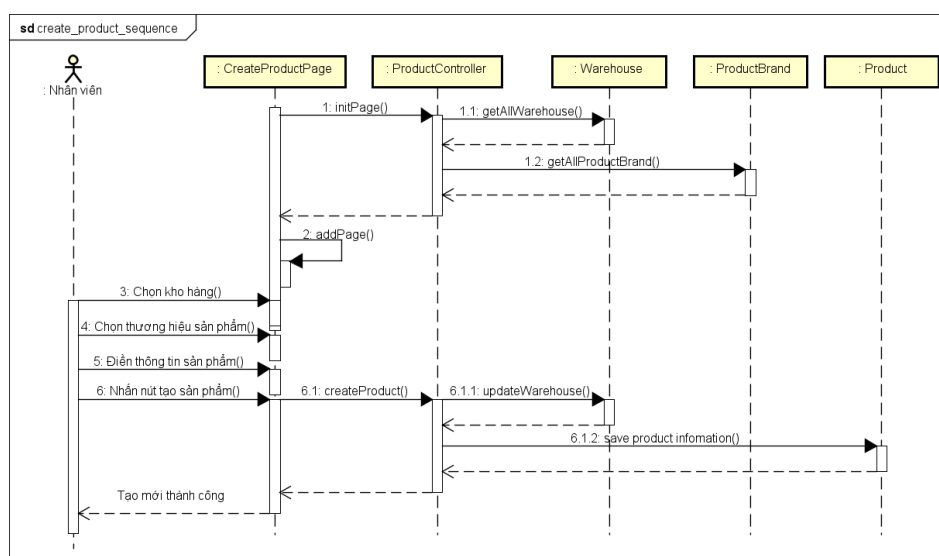 sd create_product_sequence
: Nhân viên
: CreateProductPage
: ProductController
: Warehouse
: ProductBrand
: Product
1: initPage()
1.1: getAllWarehouse()
1.2: getAllProductBrand()
2: addPage()
3: Chọn kho hàng()
4: Chọn thương hiệu sản phẩm()
5: Điền thông tin sản phẩm()
6: Nhấn nút tạo sản phẩm()
6.1: createProduct()
6.1.1: updateWarehouse()
6.1.2: save product infomation()
Tạo mới thành công